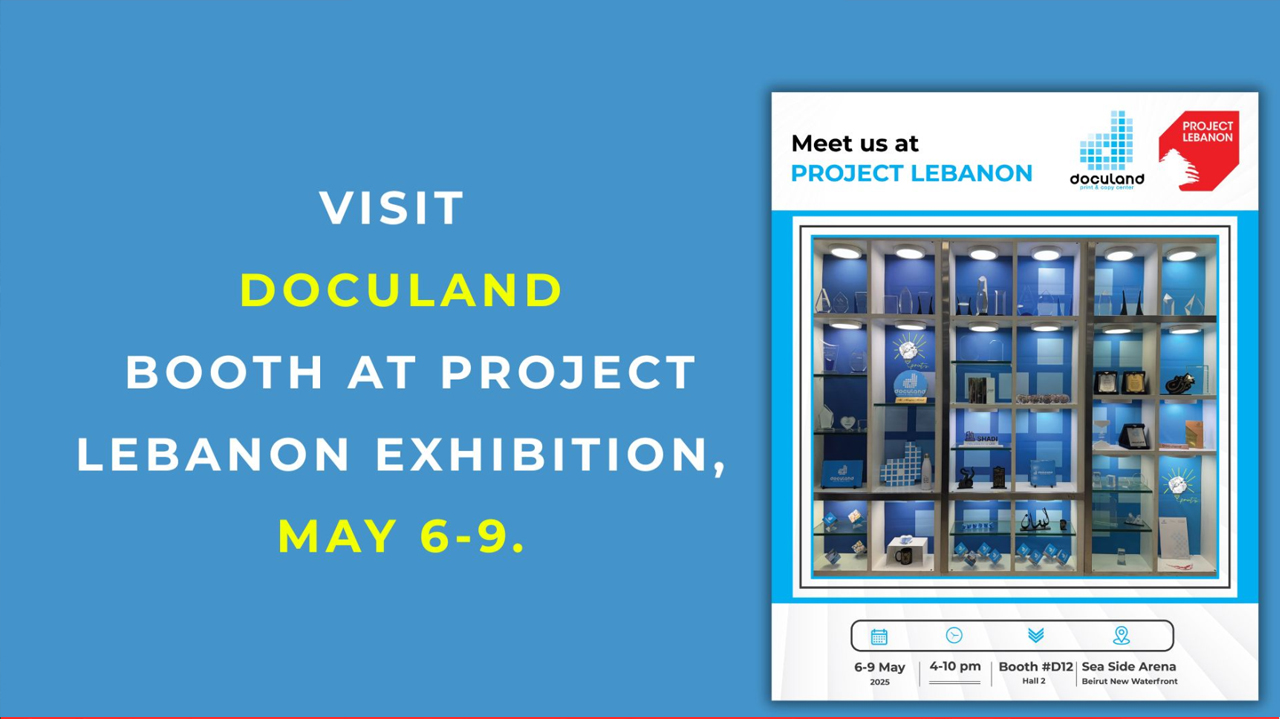 VISIT
DOCULAND
BOOTH AT PROJECT
LEBANON EXHIBITION,
MAY 6-9.
Meet us at
PROJECT LEBANON
doculand
print & copy center
PROJECT
LEBANON
doculand
SHADI
doculand
6-9 May
2025
4-10 pm
Booth #D12
Hall 2
Sea Side Arena
Beirut New Waterfront